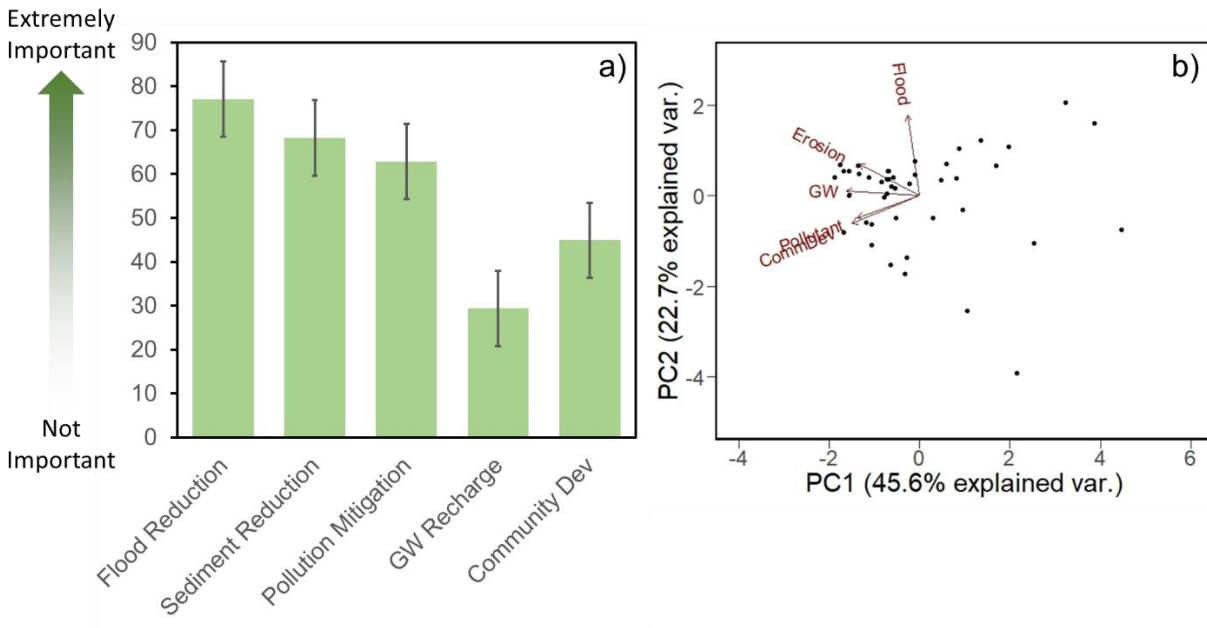 Extremely
Important
Not
Important
a)
90
80
70
60
50
40
30
20
10
0
Flood Reduction
Sediment Reduction
Pollution Mitigation
GW Recharge
Community Dev
b)
PC2 (22.7% explained var.)
2
0
-2
-4
Flood
Erosion
GW
Pollutant
CommDev
-4
-2
0
2
4
6
PC1 (45.6% explained var.)